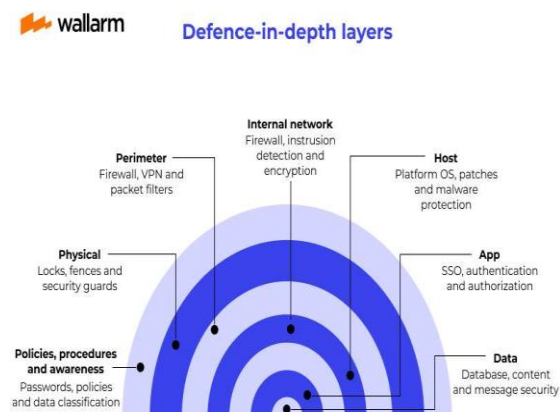 wallarm
Defence-in-depth layers
Internal network
Firewall, instrusion
detection and
encryption
Perimeter
Firewall, VPN and
packet filters
Host
Platform OS, patches
and malware
protection
Physical
Locks, fences and
security guards
App
SSO, authentication
and authorization
Policies, procedures
and awareness
Passwords, policies
and data classification
Data
Database, content
and message security